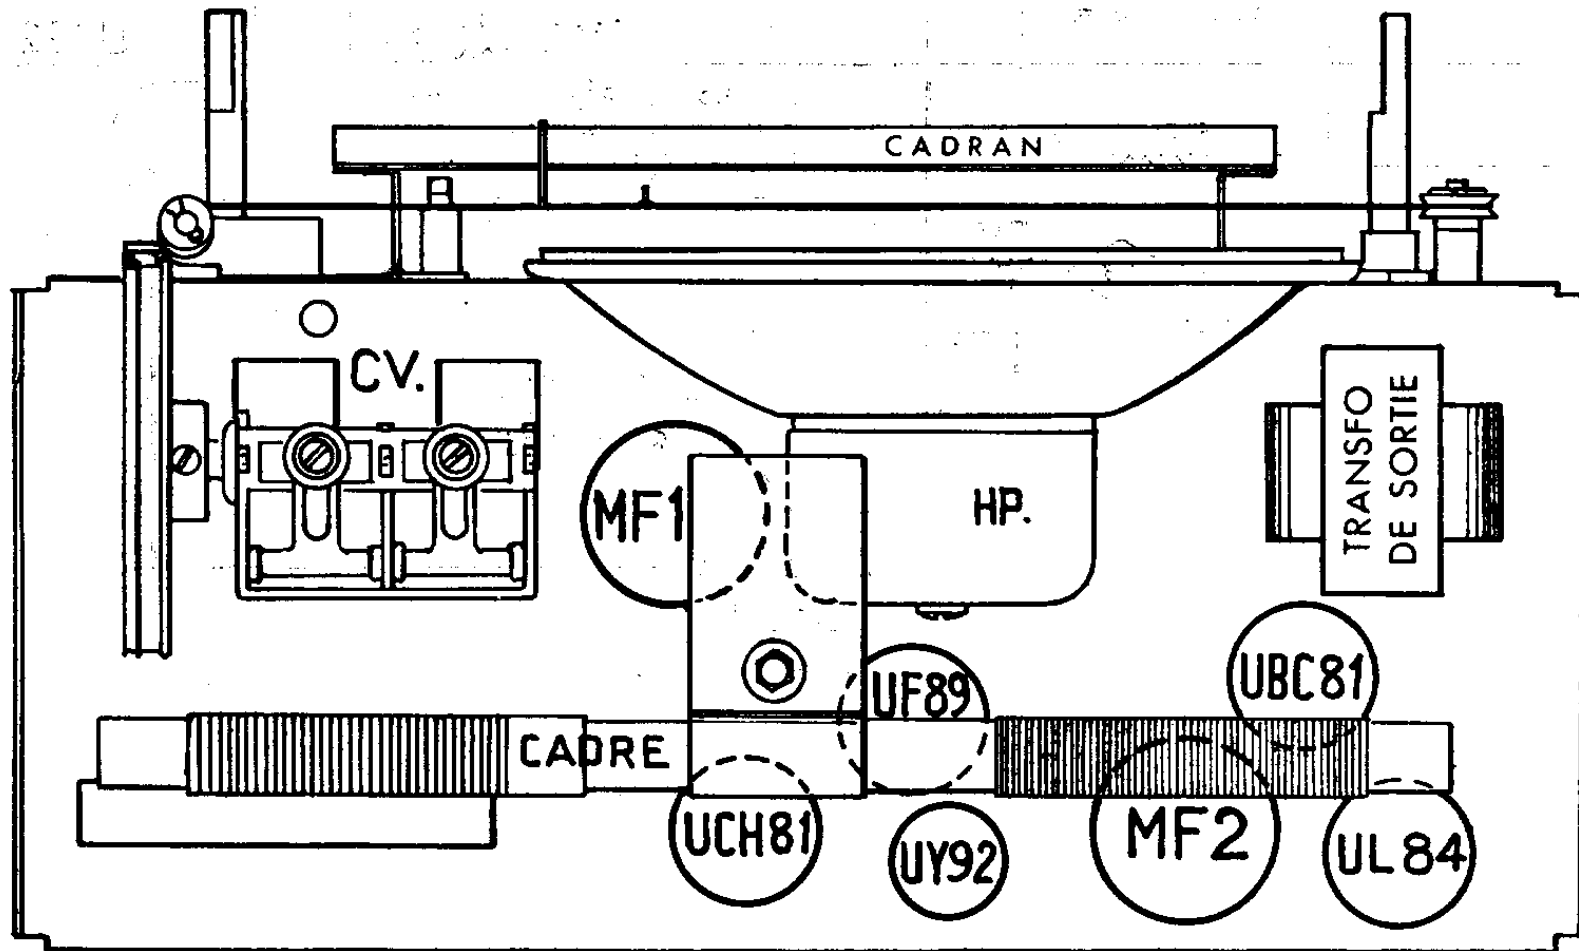 CADRAN
CV.
MF1
HP.
TRANSFO
DE SORTIE
UF89
UBC81
CADRE
UCH81
UY92
MF2
UL84